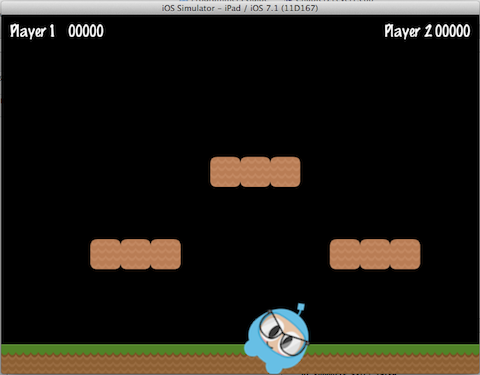 iOS Simulator – iPad / iOS 7.1 (11D167)
Player 1 00000 Player 2 00000